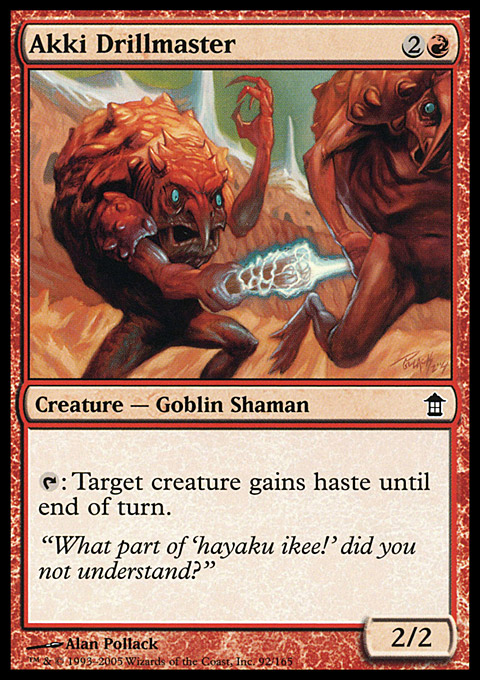 Akki Drillmaster
2
Creature — Goblin Shaman
: Target creature gains haste until
end of turn.
“What part of ‘hayaku ikee!’ did you
not understand?”
2/2
Alan Pollack
™ & © 1993–2005 Wizards of the Coast, Inc. 92/165